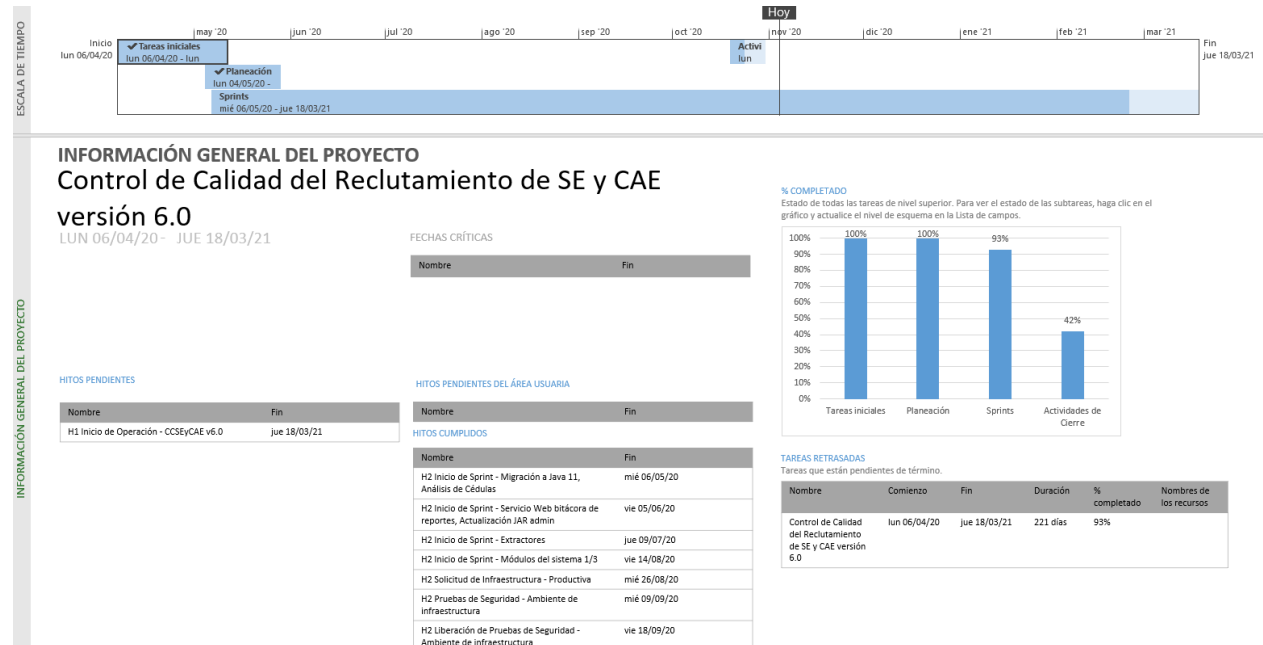 ESCALA DE TIEMPO
Hoy
may '20
jun '20
jul '20
ago '20
sep '20
oct '20
nov '20
dic '20
ene '21
feb '21
mar '21
Inicio
lun 06/04/20
Tareas iniciales
lun 06/04/20 - lun
Activi
lun
Fin
jue 18/03/21
Planeación
lun 04/05/20 -
Sprints
mié 06/05/20 - jue 18/03/21
INFORMACIÓN GENERAL DEL PROYECTO
INFORMACIÓN GENERAL DEL PROYECTO
Control de Calidad del Reclutamiento de SE y CAE
versión 6.0
LUN 06/04/20 - JUE 18/03/21
FECHAS CRÍTICAS
Nombre Fin
HITOS PENDIENTES
Nombre Fin
H1 Inicio de Operación - CCSEyCAE v6.0 jue 18/03/21
HITOS PENDIENTES DEL ÁREA USUARIA
Nombre Fin
HITOS CUMPLIDOS
Nombre Fin
H2 Inicio de Sprint - Migración a Java 11, mié 06/05/20
Análisis de Cédulas
H2 Inicio de Sprint - Servicio Web bitácora de vie 05/06/20
reportes, Actualización JAR admin
H2 Inicio de Sprint - Extractores jue 09/07/20
H2 Inicio de Sprint - Módulos del sistema 1/3 vie 14/08/20
H2 Solicitud de Infraestructura - Productiva mié 26/08/20
H2 Pruebas de Seguridad - Ambiente de mié 09/09/20
infraestructura
H2 Liberación de Pruebas de Seguridad - vie 18/09/20
Ambiente de infraestructura
% COMPLETADO
Estado de todas las tareas de nivel superior. Para ver el estado de las subtareas, haga clic en el
gráfico y actualice el nivel de esquema en la Lista de campos.
100%
90%
80%
70%
60%
50%
40%
30%
20%
10%
0%
100%
100%
93%
42%
Tareas iniciales
Planeación
Sprints
Actividades de
Cierre
TAREAS RETRASADAS
Tareas que están pendientes de término.
Nombre Comienzo Fin Duración % Nombres de
completado los recursos
Control de Calidad lun 06/04/20 jue 18/03/21 221 días 93%
del Reclutamiento
de SE y CAE versión
6.0